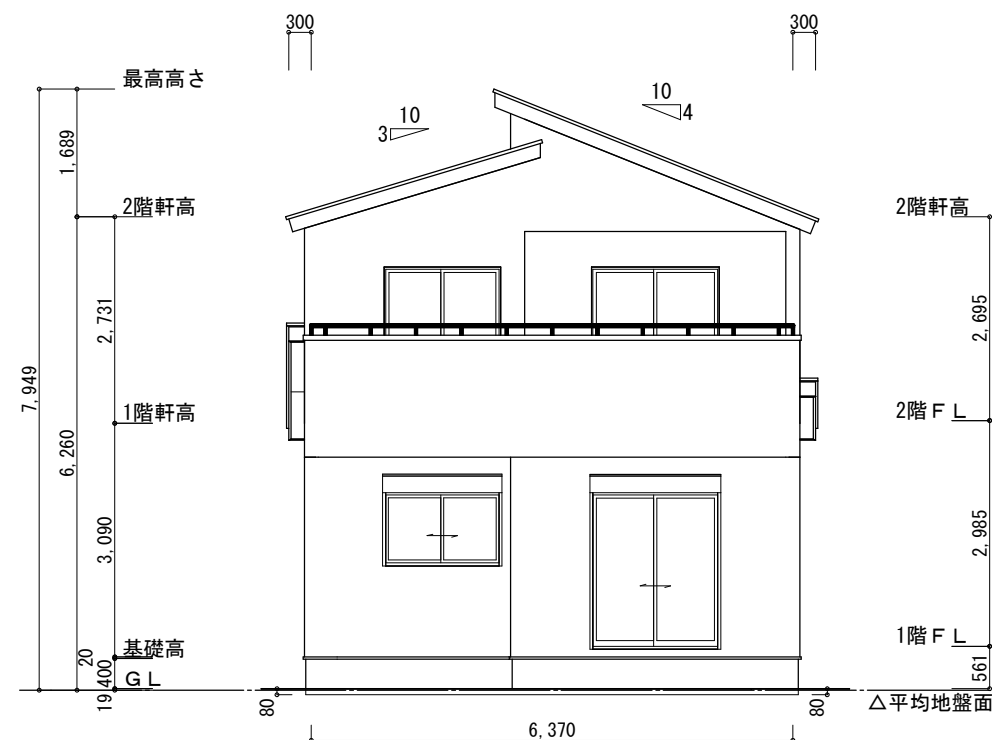 300
300
最高高さ
10
3
10
4
1,689
2階軒高
2階軒高
2,731
2,695
7,949
6,260
1階軒高
2階ＦＬ
3,090
2,985
基礎高
1階ＦＬ
20
400
19
ＧＬ
561
80
80
△平均地盤面
6,370